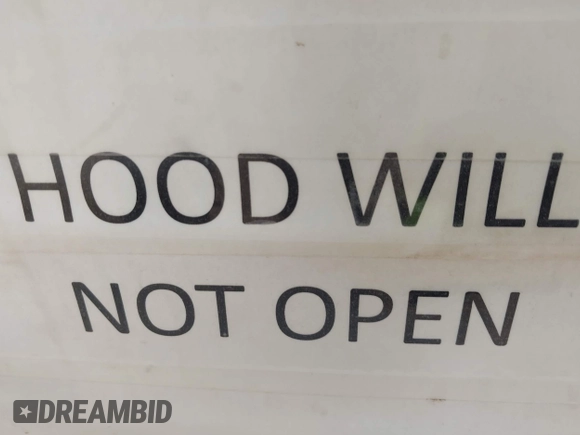 HOOD WILL
NOT OPEN
DREAMBID